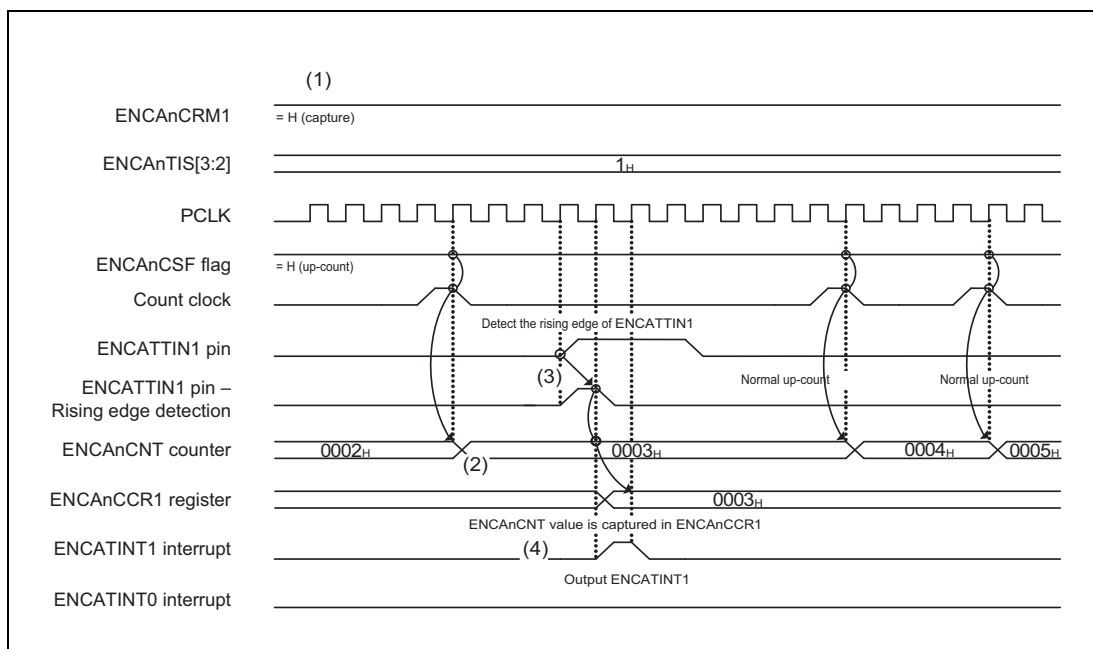 (1)
ENCAnCRM1
= H (capture)
ENCAnTIS[3:2]
1H
PCLK
ENCAnCSF flag
= H (up-count)
Count clock
Detect the rising edge of ENCATTIN1
ENCATTIN1 pin
(3)
Normal up-count
Normal up-count
ENCATTIN1 pin –
Rising edge detection
ENCAnCNT counter
0002H
(2)
0003H
0004H
0005H
ENCAnCCR1 register
0003H
ENCAnCNT value is captured in ENCAnCCR1
ENCATINT1 interrupt
(4)
Output ENCATINT1
ENCATINT0 interrupt